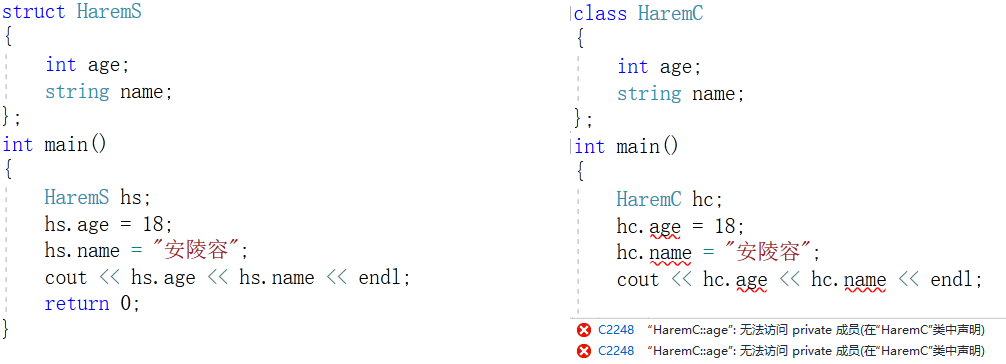 struct HaremS
{
    int age;
    string name;
};
int main()
{
    HaremS hs;
    hs.age = 18;
    hs.name = "安陵容";
    cout << hs.age << hs.name << endl;
    return 0;
}
class HaremC
{
    int age;
    string name;
};
int main()
{
    HaremC hc;
    hc.age = 18;
    hc.name = "安陵容";
    cout << hc.age << hc.name << endl;
C2248 “HaremC::age”: 无法访问 private 成员(在“HaremC”类中声明)
C2248 “HaremC::age”: 无法访问 private 成员(在“HaremC”类中声明)